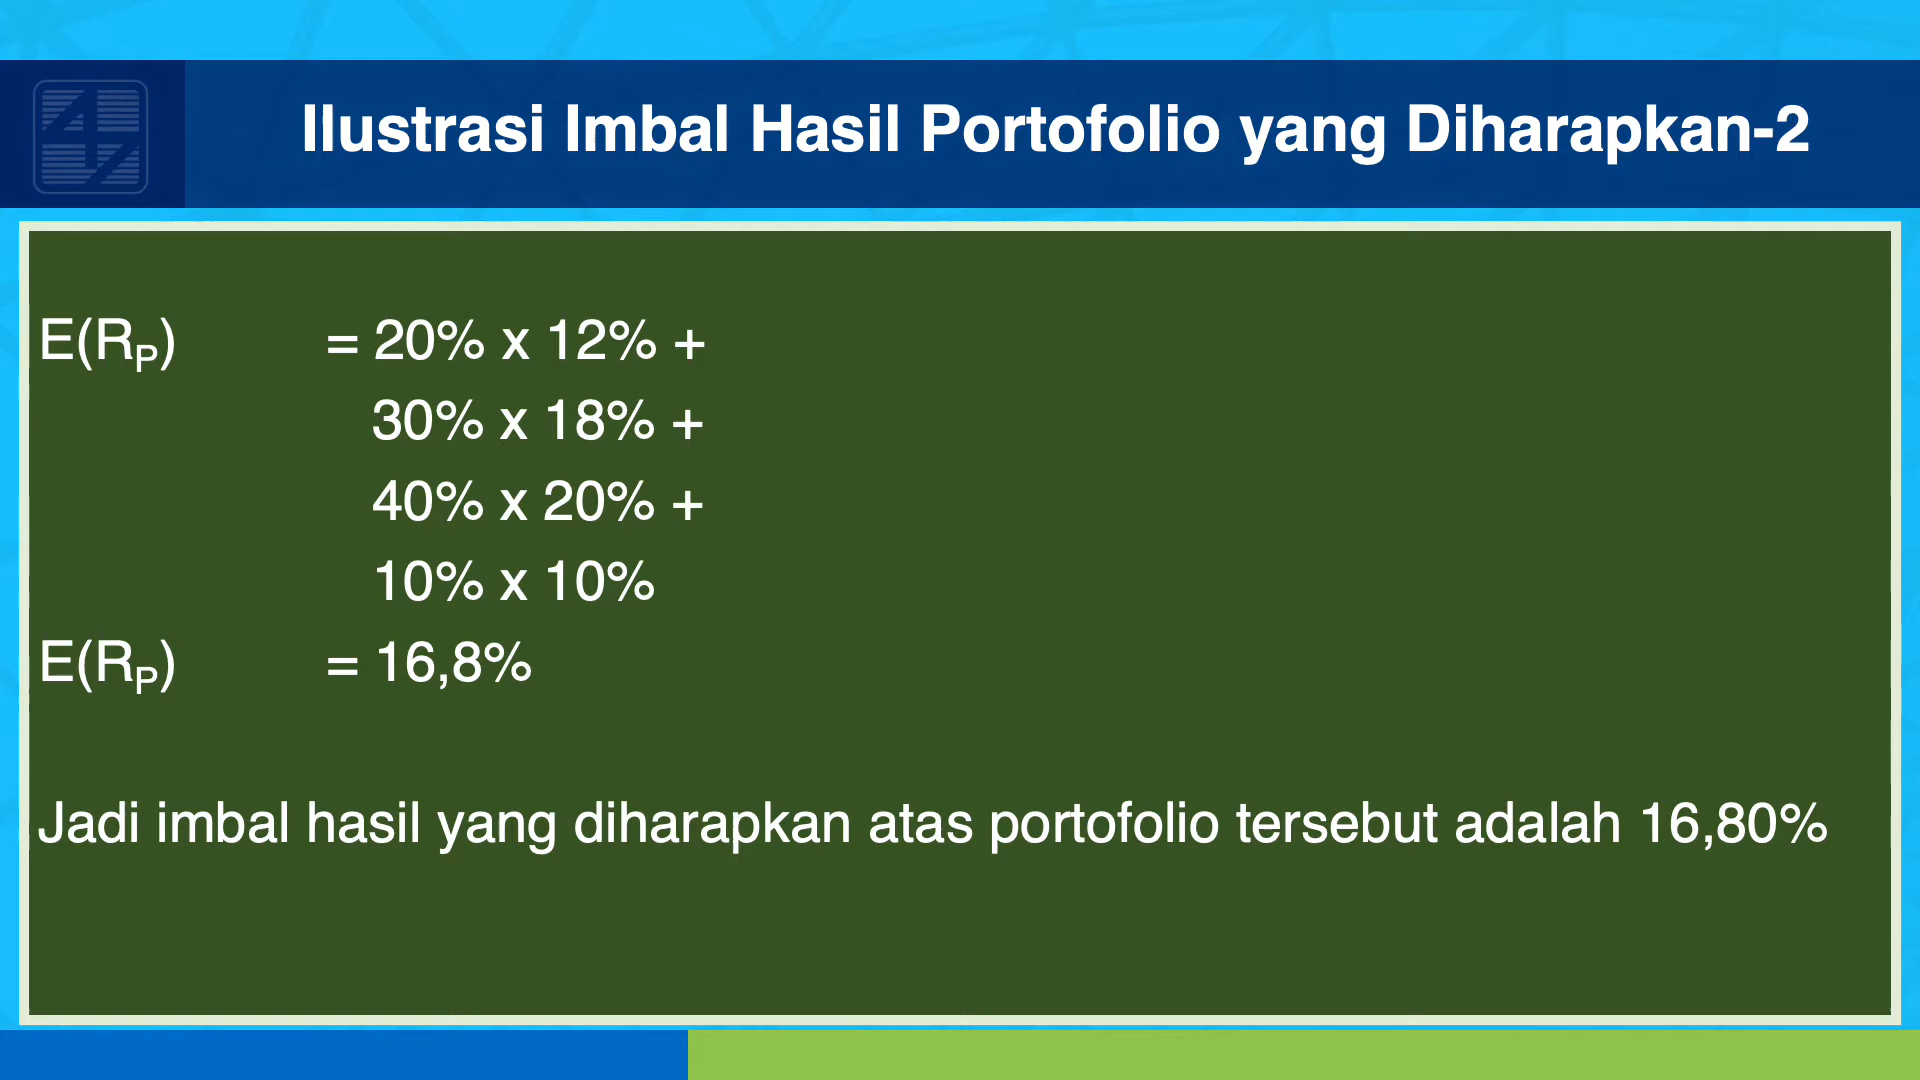 Ilustrasi Imbal Hasil Portofolio yang Diharapkan-2
E(RP) = 20% x 12% +
30% x 18% +
40% x 20% +
10% x 10%
E(RP) = 16,8%
Jadi imbal hasil yang diharapkan atas portofolio tersebut adalah 16,80%